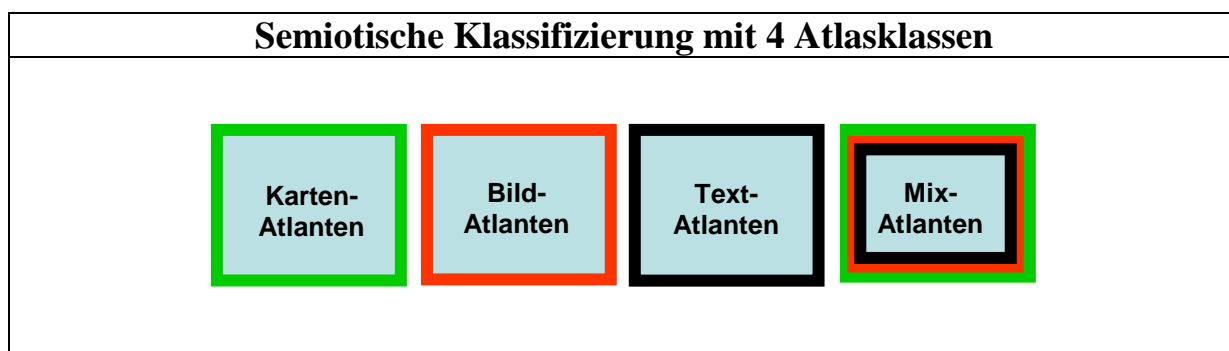 Semiotische Klassifizierung mit 4 Atlasklassen
Karten-
Atlanten
Bild-
Atlanten
Text-
Atlanten
Mix-
Atlanten